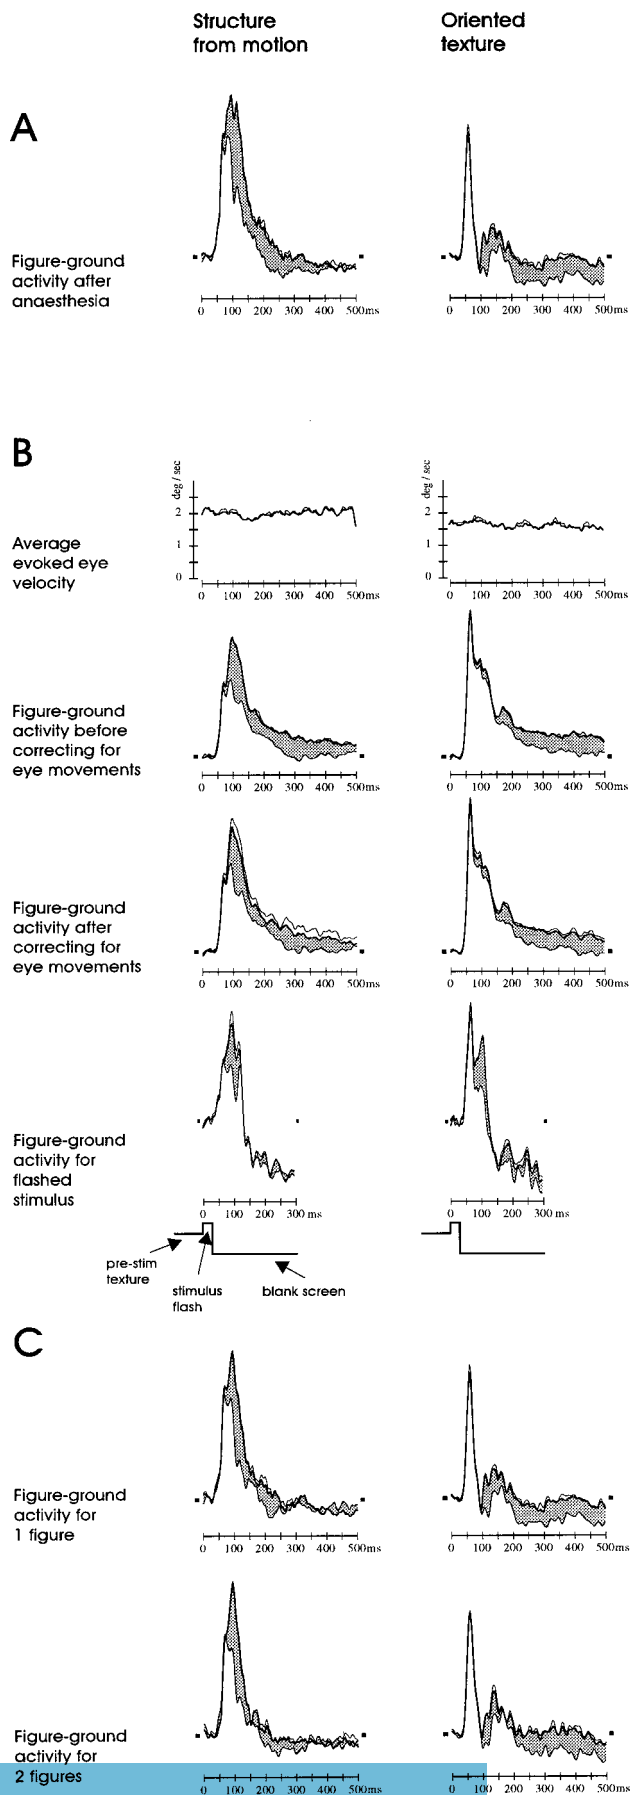 Structure
from motion
Oriented
texture
A
Figure-ground
activity after
anaesthesia
0 100 200 300 400 500ms
0 100 200 300 400 500ms
B
Average
evoked eye
velocity
deg / sec
2
1
0
0 100 200 300 400 500ms
deg / sec
2
1
0
0 100 200 300 400 500ms
Figure-ground
activity before
correcting for
eye movements
0 100 200 300 400 500ms
0 100 200 300 400 500ms
Figure-ground
activity after
correcting for
eye movements
0 100 200 300 400 500ms
0 100 200 300 400 500ms
Figure-ground
activity for
flashed
stimulus
0 100 200 300 ms
0 100 200 300 ms
pre-stim
texture
stimulus
flash
blank screen
C
Figure-ground
activity for
1 figure
0 100 200 300 400 500ms
0 100 200 300 400 500ms
Figure-ground
activity for
2 figures
0 100 200 300 400 500ms
0 100 200 300 400 500ms